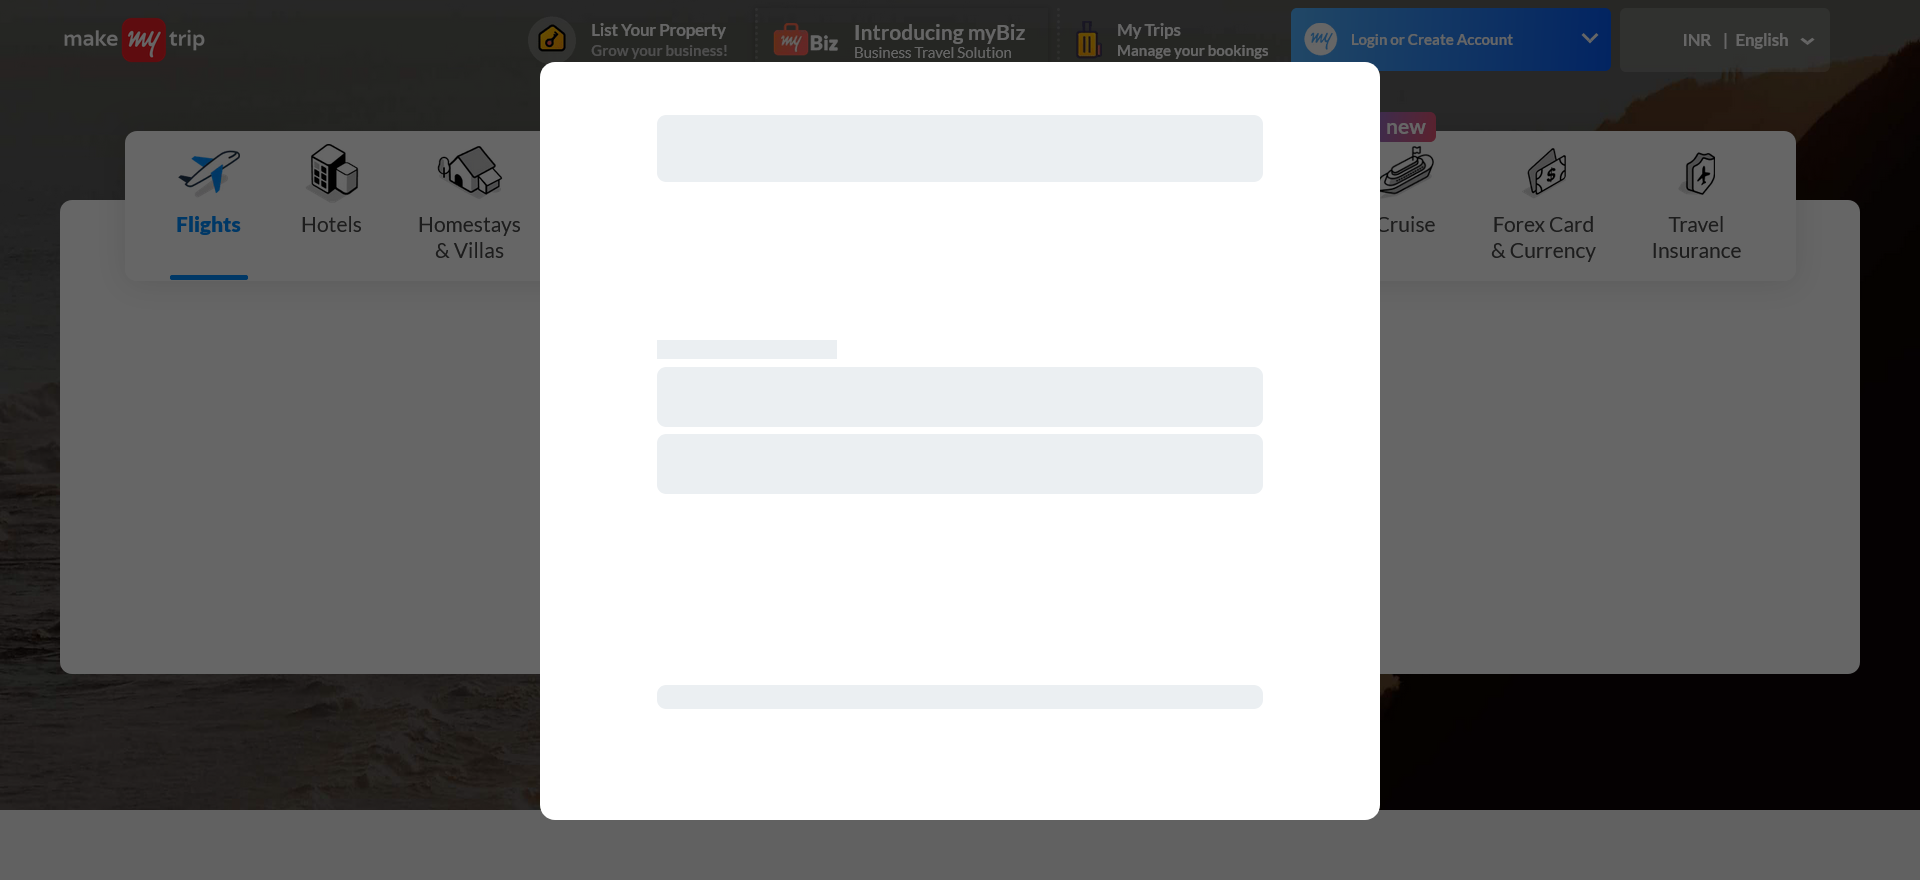 make my trip
List Your Property
Grow your business!
my Biz
Introducing myBiz
Business Travel Solution
My Trips
Manage your bookings
my
Login or Create Account
INR | English
new
Flights
Hotels
Homestays
& Villas
Cruise
Forex Card
& Currency
Travel
Insurance